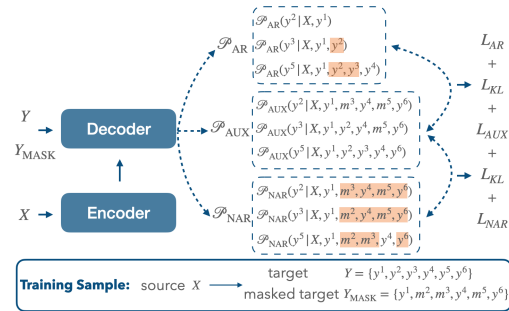 𝒫_AR
𝒫_AR(y²|X, y¹)
𝒫_AR(y³|X, y¹, y²)
𝒫_AR(y⁵|X, y¹, y², y³, y⁴)
Y
Y_MASK
Decoder
𝒫_AUX
𝒫_AUX(y²|X, y¹, m³, y⁴, m⁵, y⁶)
𝒫_AUX(y³|X, y¹, y², y⁴, m⁵, y⁶)
𝒫_AUX(y⁵|X, y¹, y², y³, y⁴, y⁶)
X
Encoder
𝒫_NAR
𝒫_NAR(y²|X, y¹, m³, y⁴, m⁵, y⁶)
𝒫_NAR(y³|X, y¹, m², y⁴, m⁵, y⁶)
𝒫_NAR(y⁵|X, y¹, m², m³, y⁴, y⁶)
L_AR
+
L_KL
+
L_AUX
+
L_KL
+
L_NAR
Training Sample: source X
target Y = {y¹, y², y³, y⁴, y⁵, y⁶}
masked target Y_MASK = {y¹, m², m³, y⁴, m⁵, y⁶}